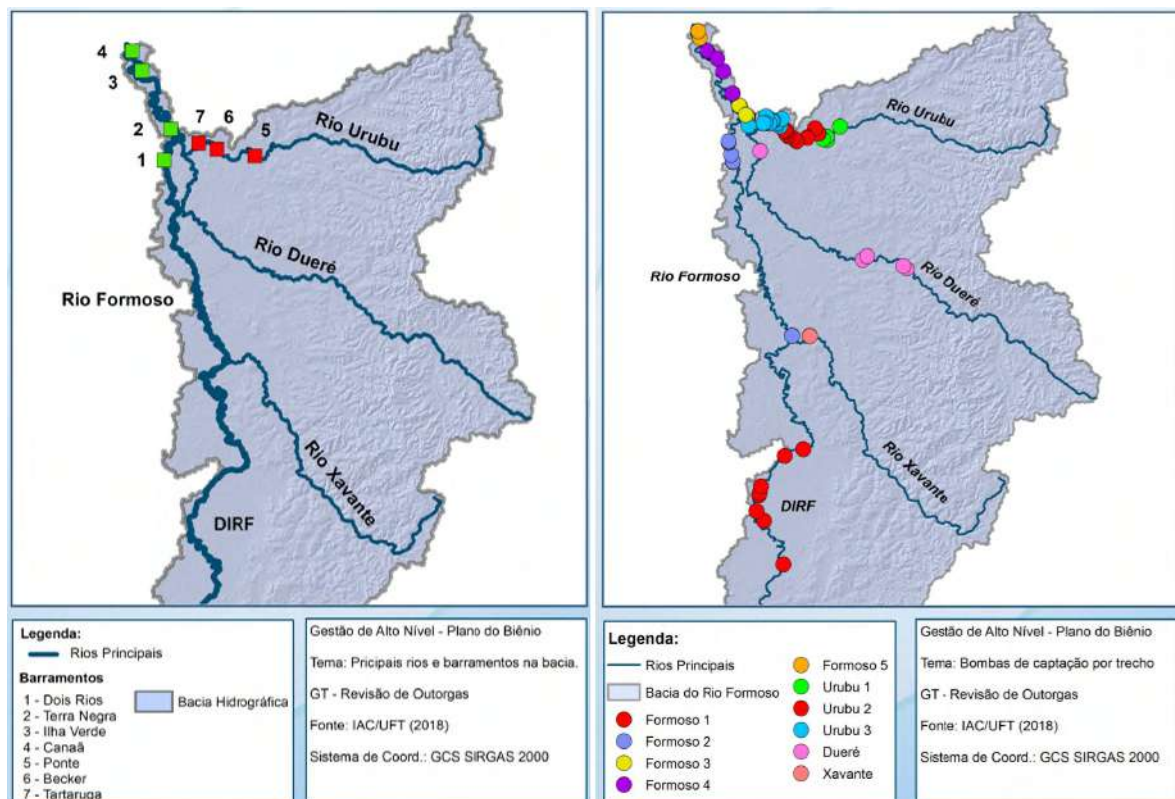 4
3
2
1
7
6
5
Rio Urubu
Rio Dueré
Rio Formoso
Rio Xavante
DIRF
Legenda:
Rios Principais
Barramentos
1 - Dois Rios
2 - Terra Negra
3 - Ilha Verde
4 - Canaã
5 - Ponte
6 - Becker
7 - Tartaruga
Bacia Hidrográfica
Gestão de Alto Nível - Plano do Biênio
Tema: Pricipais rios e barramentos na bacia.
GT - Revisão de Outorgas
Fonte: IAC/UFT (2018)
Sistema de Coord.: GCS SIRGAS 2000
Rio Urubu
Rio Formoso
Rio Dueré
Rio Xavante
DIRF
Legenda:
Rios Principais
Bacia do Rio Formoso
Formoso 1
Formoso 2
Formoso 3
Formoso 4
Formoso 5
Urubu 1
Urubu 2
Urubu 3
Dueré
Xavante
Gestão de Alto Nível - Plano do Biênio
Tema: Bombas de captação por trecho
GT - Revisão de Outorgas
Fonte: IAC/UFT (2018)
Sistema de Coord.: GCS SIRGAS 2000